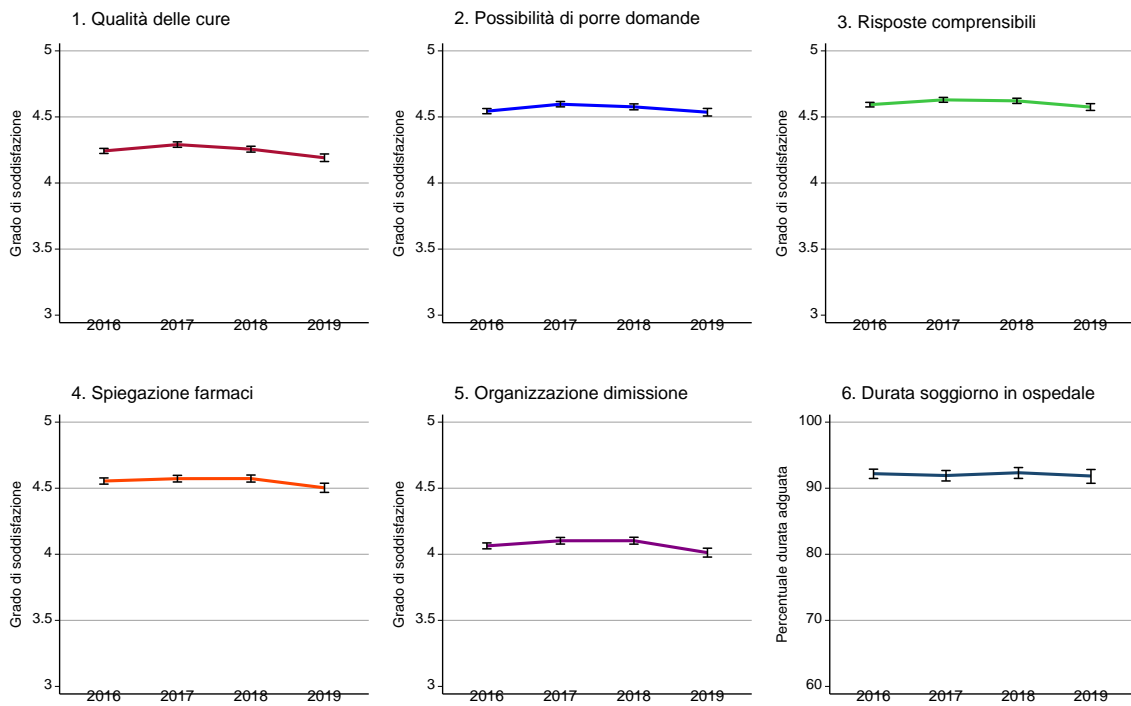 1. Qualità delle cure
Grado di soddisfazione
5
4.5
4
3.5
3
2016 2017 2018 2019
2. Possibilità di porre domande
Grado di soddisfazione
5
4.5
4
3.5
3
2016 2017 2018 2019
3. Risposte comprensibili
Grado di soddisfazione
5
4.5
4
3.5
3
2016 2017 2018 2019
4. Spiegazione farmaci
Grado di soddisfazione
5
4.5
4
3.5
3
2016 2017 2018 2019
5. Organizzazione dimissione
Grado di soddisfazione
5
4.5
4
3.5
3
2016 2017 2018 2019
6. Durata soggiorno in ospedale
Percentuale durata adguata
100
90
80
70
60
2016 2017 2018 2019